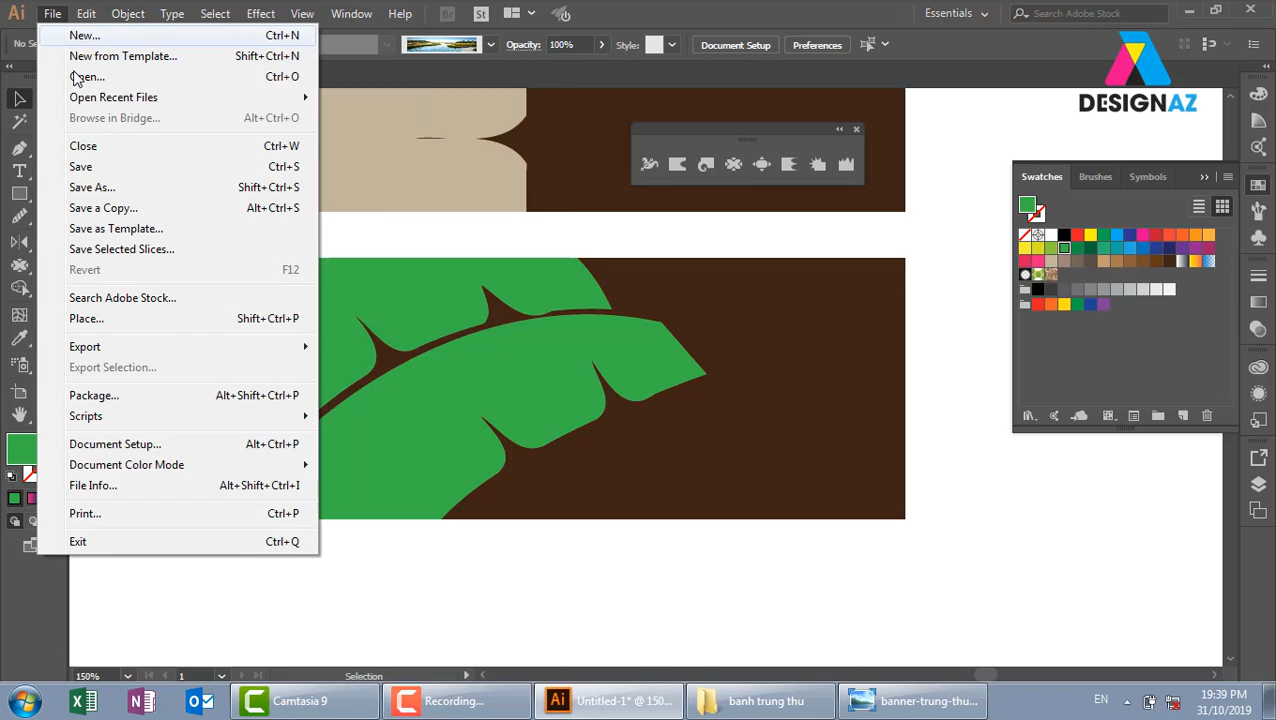 File Edit Object Type Select Effect View Window Help Br St Essentials Search Adobe Stock
Opacity: 100% Style: Document Setup Preferences
DESIGNAZ
New... Ctrl+N
New from Template... Shift+Ctrl+N
Open... Ctrl+O
Open Recent Files
Browse in Bridge... Alt+Ctrl+O
Close Ctrl+W
Save Ctrl+S
Save As... Shift+Ctrl+S
Save a Copy... Alt+Ctrl+S
Save as Template...
Save Selected Slices...
Revert F12
Search Adobe Stock...
Place... Shift+Ctrl+P
Export
Export Selection...
Package... Alt+Shift+Ctrl+P
Scripts
Document Setup... Alt+Ctrl+P
Document Color Mode
File Info... Alt+Shift+Ctrl+I
Print... Ctrl+P
Exit Ctrl+Q
Swatches Brushes Symbols
150% 1 Selection
Camtasia 9 Recording... Ai Untitled-1* @ 150... banh trung thu banner-trung-thu... EN 19:39 PM
31/10/2019